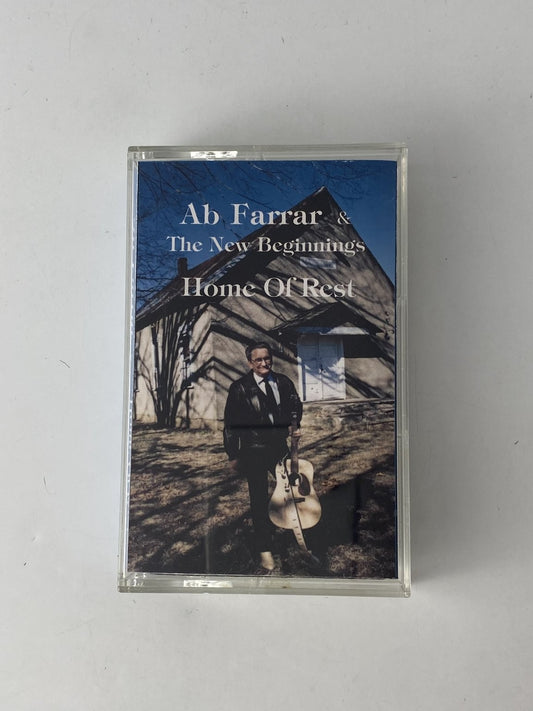 Ab Farrar &
The New Beginnings
Home Of Rest